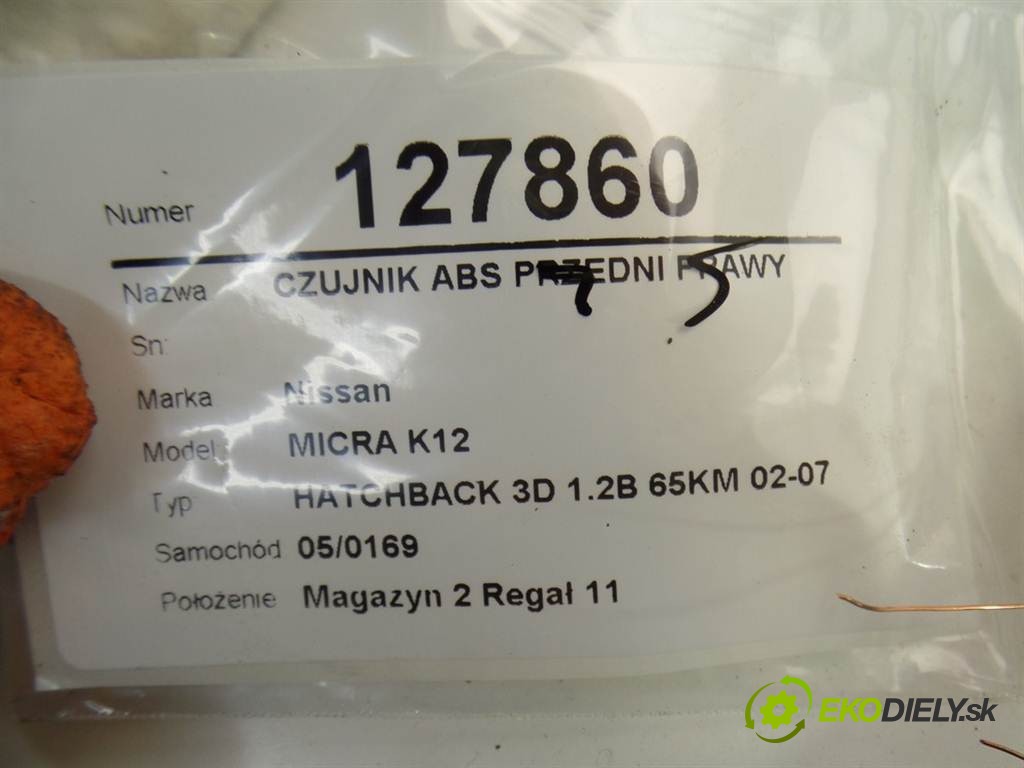 Numer 127860
Nazwa CZUJNIK ABS PRZEDNI PRAWY
Sn:
Marka Nissan
Model: MICRA K12
Typ HATCHBACK 3D 1.2B 65KM 02-07
Samochód 05/0169
Położenie Magazyn 2 Regał 11
EKODIELY.sk